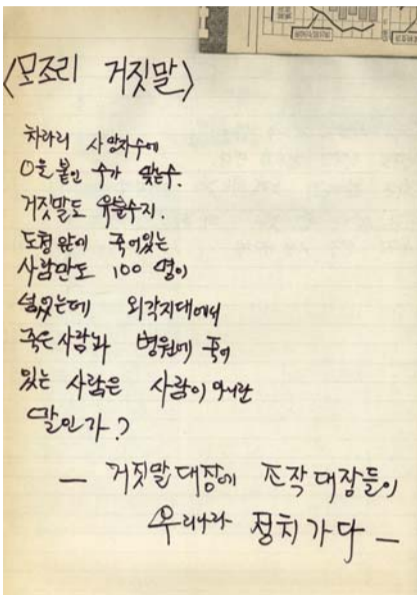 <모조리 거짓말>
차라리 사망자수에
0을 붙인 수가 맞는수.
거짓말도 유분수지.
도청앞에 죽어있는
사람만도 100명이
넘었는데 외곽지대에서
죽은 사람과 병원에 죽어
있는 사람은 사람이 아니란
말인가?
— 거짓말 대장에 조작 대장들이
우리나라 정치가다 —